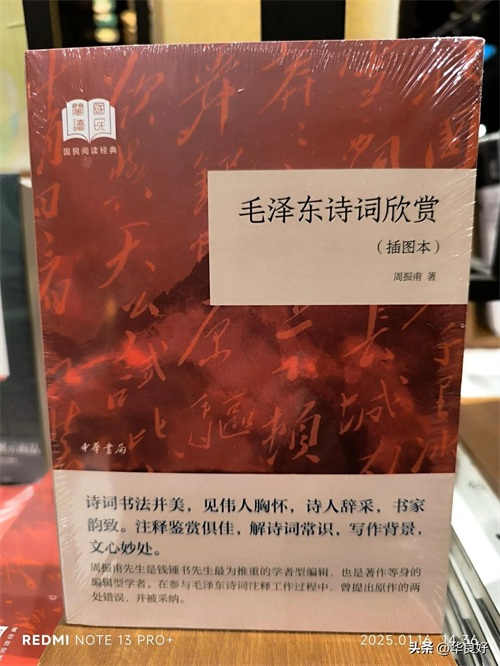 国民阅读经典
毛泽东诗词欣赏
（插图本）
周振甫 著
中华书局
诗词书法并美，见伟人胸怀，诗人辞采，书家
韵致。注释鉴赏俱佳，解诗词常识，写作背景，
文心妙处。
周振甫先生是钱锺书先生最为推重的学者型编辑，也是著作等身的
编辑型学者。在参与毛泽东诗词注释工作过程中，曾提出原作的两
处错误，并被采纳。
REDMI NOTE 13 PRO+
2025.01.16 14:36
头条 @华良好